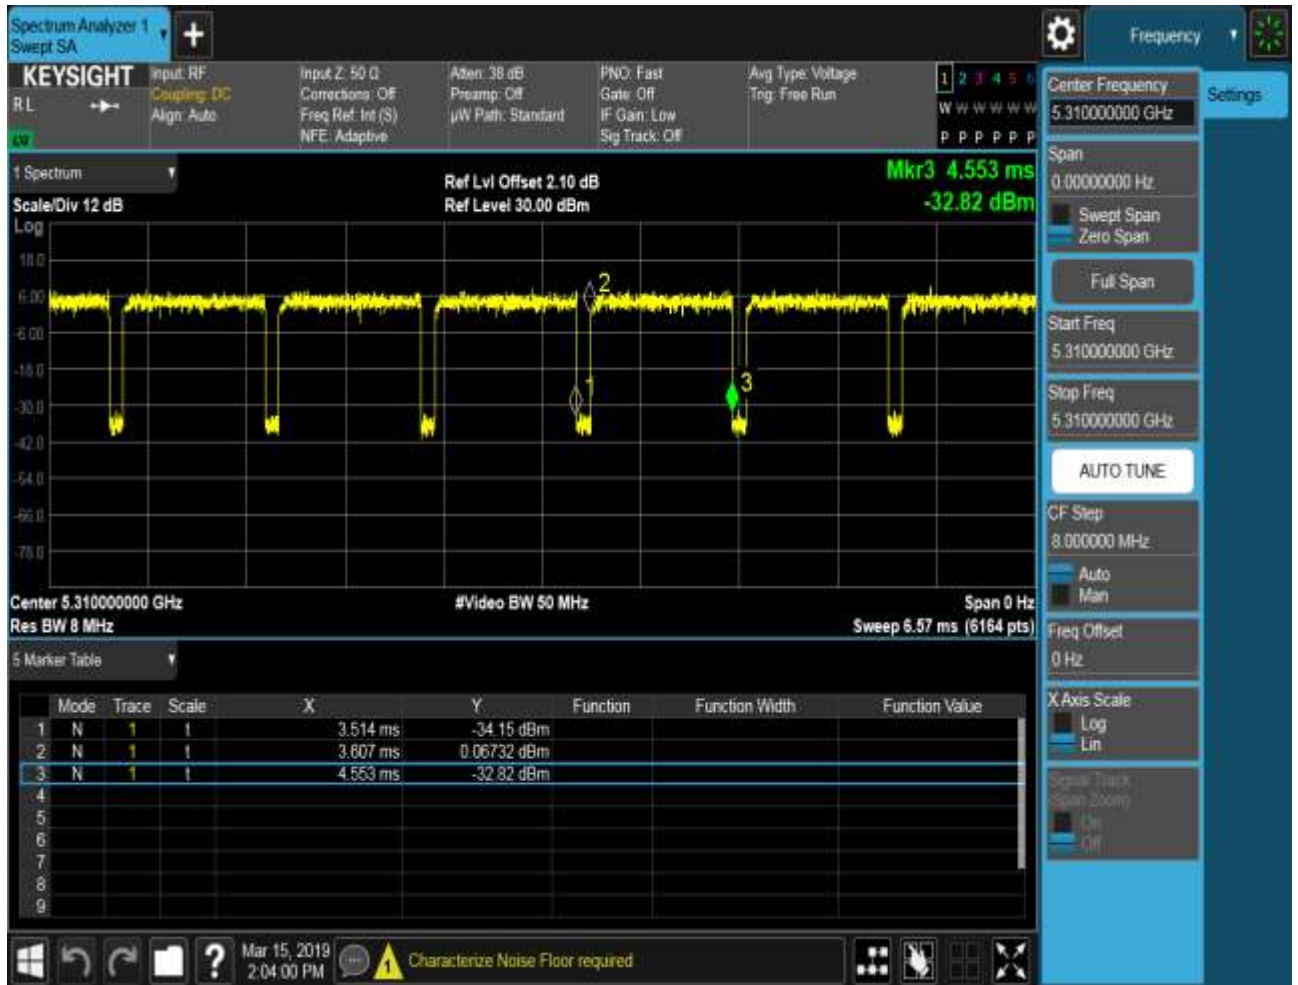 Spectrum Analyzer 1
Swept SA
+
Frequency
KEYSIGHT
RL
Input: RF
Coupling: DC
Align: Auto
Input Z: 50 Ω
Corrections: Off
Freq Ref: Int (S)
NFE: Adaptive
Atten: 38 dB
Preamp: Off
µW Path: Standard
PNO: Fast
Gate: Off
IF Gain: Low
Sig Track: Off
Avg Type: Voltage
Trig: Free Run
1 2 3 4 5 6
W W W W W W
P P P P P P
1 Spectrum
Scale/Div 12 dB
Log
Ref Lvl Offset 2.10 dB
Ref Level 30.00 dBm
Mkr3 4.553 ms
-32.82 dBm
18.0
6.00
-6.00
-18.0
-30.0
-42.0
-54.0
-66.0
-78.0
2
1
3
Center 5.310000000 GHz
#Video BW 50 MHz
Span 0 Hz
Res BW 8 MHz
Sweep 6.57 ms (6164 pts)
5 Marker Table
Mode Trace Scale X Y Function Function Width Function Value
1 N 1 t 3.514 ms -34.15 dBm
2 N 1 t 3.607 ms 0.06732 dBm
3 N 1 t 4.553 ms -32.82 dBm
4
5
6
7
8
9
Center Frequency
5.310000000 GHz
Settings
Span
0.00000000 Hz
Swept Span
Zero Span
Full Span
Start Freq
5.310000000 GHz
Stop Freq
5.310000000 GHz
AUTO TUNE
CF Step
8.000000 MHz
Auto
Man
Freq Offset
0 Hz
X Axis Scale
Log
Lin
Signal Track
(Span Zoom)
On
Off
?
Mar 15, 2019
2:04:00 PM
1
Characterize Noise Floor required